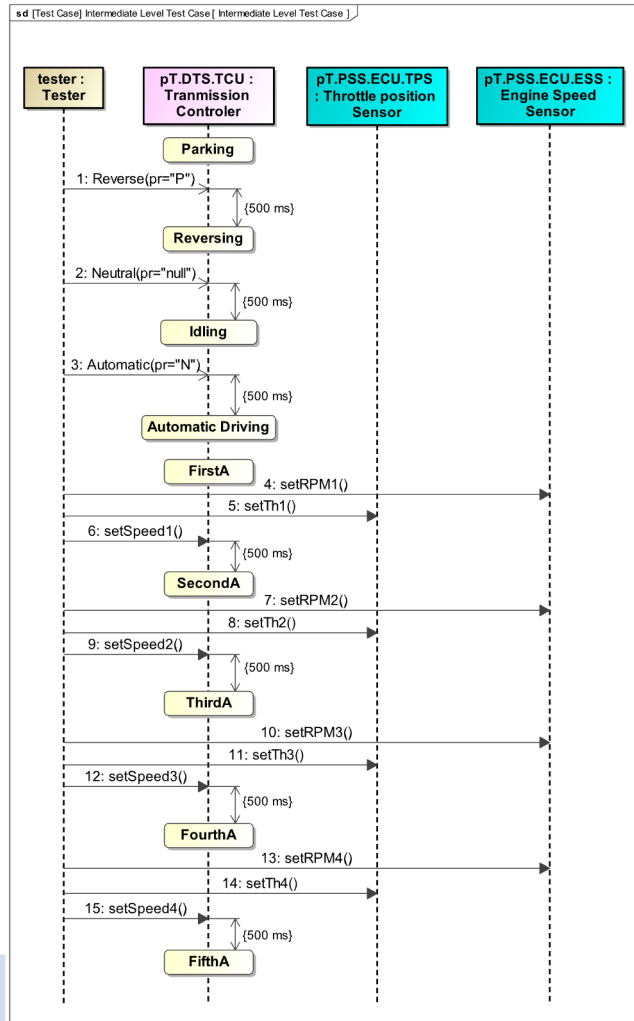 sd [Test Case] Intermediate Level Test Case [ Intermediate Level Test Case ]
tester :
Tester
pT.DTS.TCU :
Tranmission
Controler
pT.PSS.ECU.TPS
: Throttle position
Sensor
pT.PSS.ECU.ESS :
Engine Speed
Sensor
Parking
1: Reverse(pr="P")
{500 ms}
Reversing
2: Neutral(pr="null")
{500 ms}
Idling
3: Automatic(pr="N")
{500 ms}
Automatic Driving
FirstA
4: setRPM1()
5: setTh1()
6: setSpeed1()
{500 ms}
SecondA
7: setRPM2()
8: setTh2()
9: setSpeed2()
{500 ms}
ThirdA
10: setRPM3()
11: setTh3()
12: setSpeed3()
{500 ms}
FourthA
13: setRPM4()
14: setTh4()
15: setSpeed4()
{500 ms}
FifthA